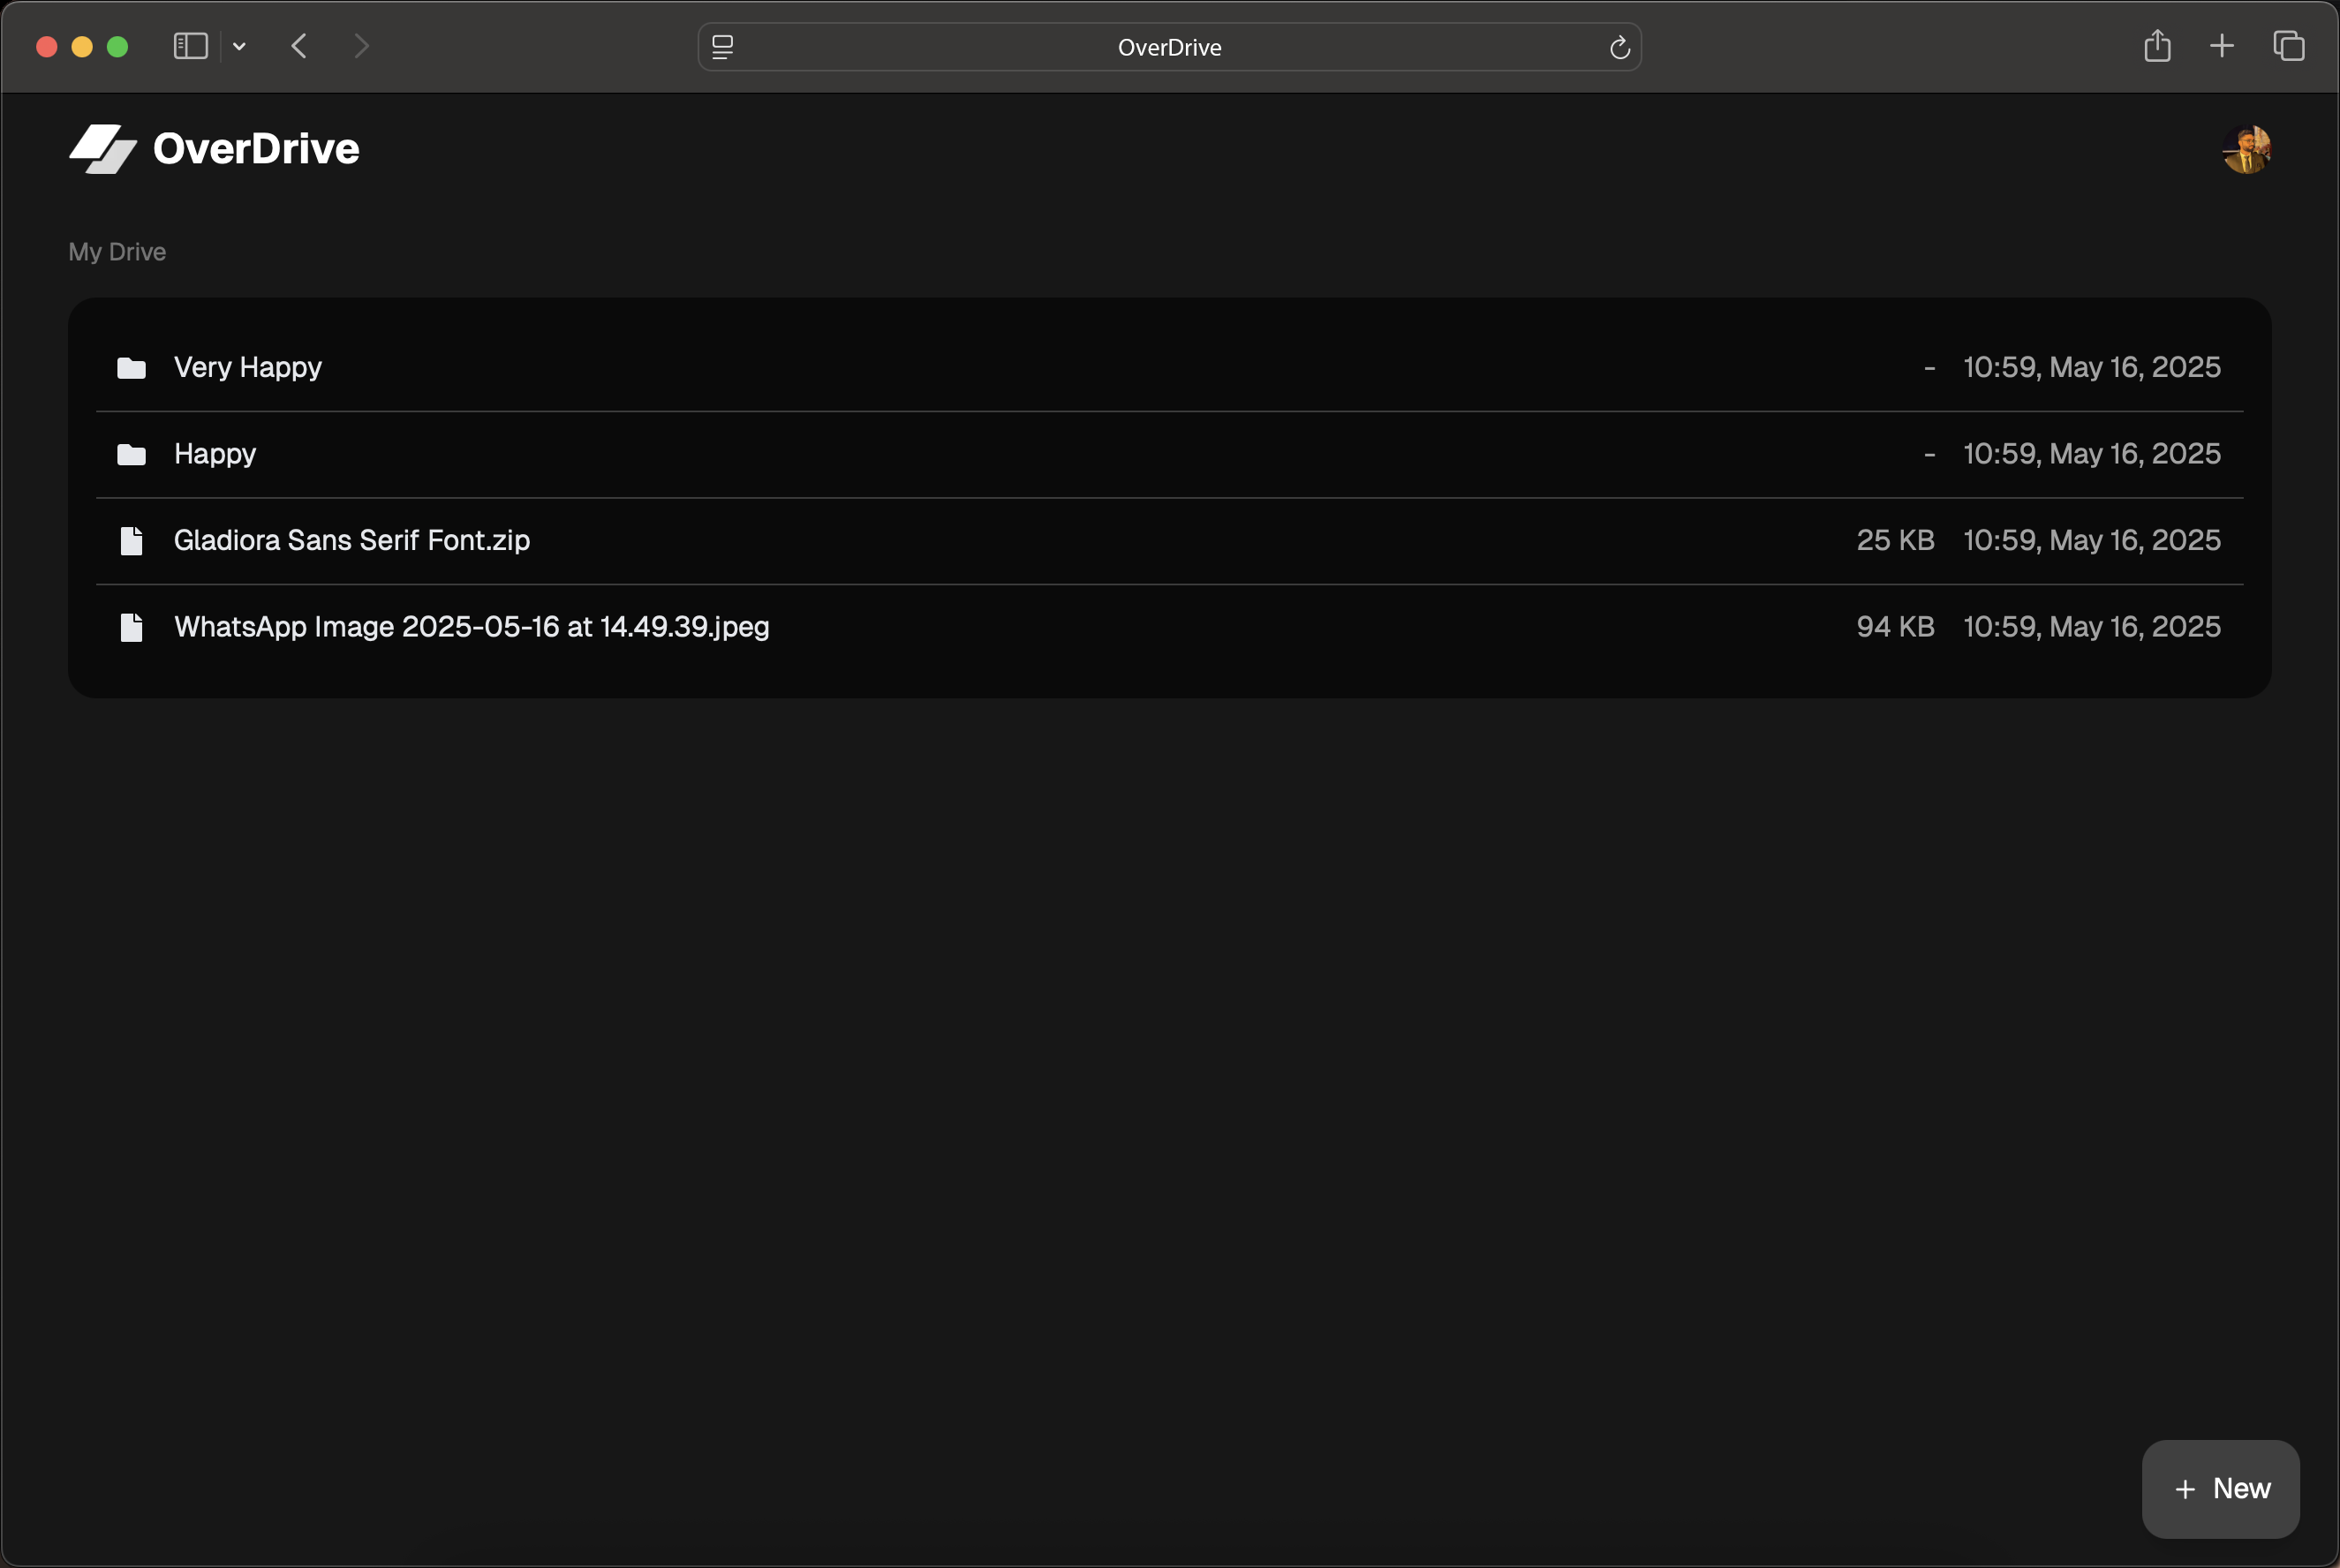 OverDrive
OverDrive
My Drive
Very Happy - 10:59, May 16, 2025
Happy - 10:59, May 16, 2025
Gladiora Sans Serif Font.zip 25 KB 10:59, May 16, 2025
WhatsApp Image 2025-05-16 at 14.49.39.jpeg 94 KB 10:59, May 16, 2025
+ New